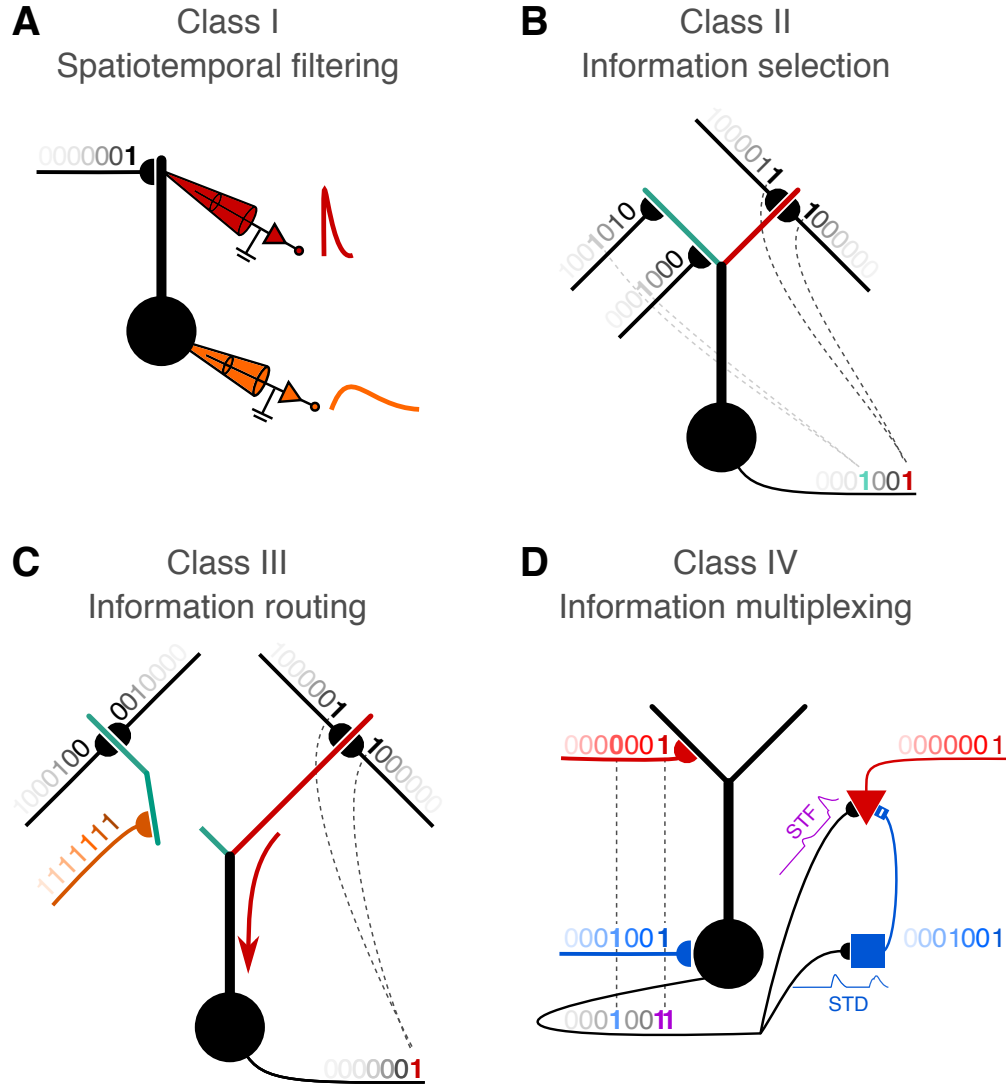 A
Class I
Spatiotemporal filtering
0000001
B
Class II
Information selection
1000011
1001010
1000000
0001000
0001001
C
Class III
Information routing
0010000
1000001
1000100
1000000
1111111
0000001
D
Class IV
Information multiplexing
0000001
0000001
STF
0001001
0001001
STD
00010011